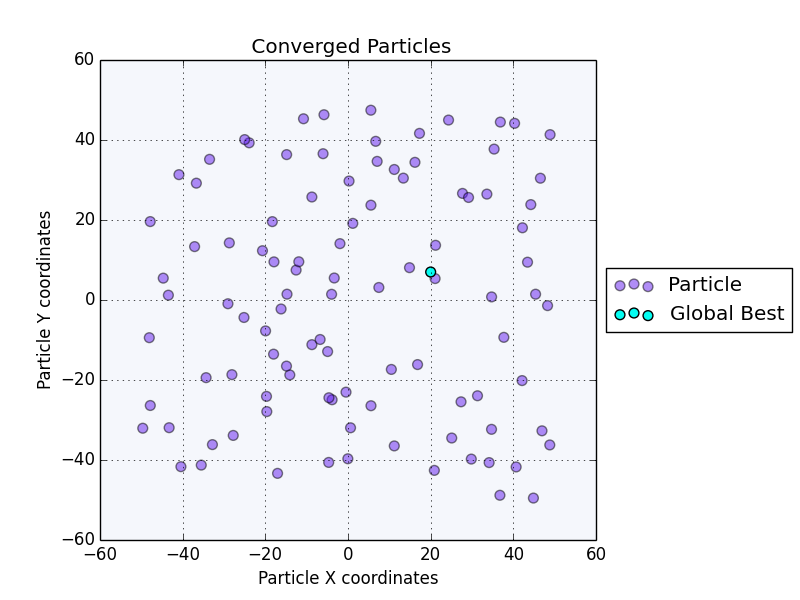 Converged Particles
60
40
20
0
−20
−40
−60
−60 −40 −20 0 20 40 60
Particle Y coordinates
Particle X coordinates
Particle
Global Best